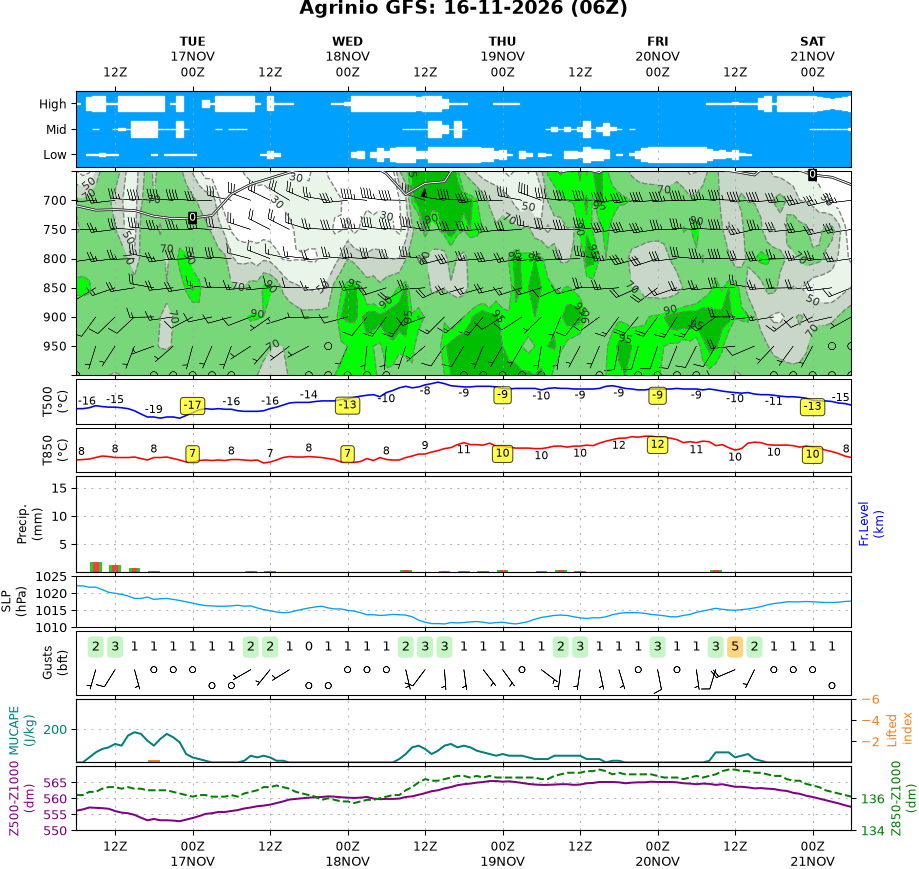 Agrinio GFS: 16-11-2026 (06Z)
TUE WED THU FRI SAT
17NOV 18NOV 19NOV 20NOV 21NOV
12Z 00Z 12Z 00Z 12Z 00Z 12Z 00Z 12Z 00Z
High
Mid
Low
700
750
800
850
900
950
0 0
T500
(°C)
-16 -15 -19 -17 -16 -16 -14 -13 -10 -8 -9 -9 -10 -9 -9 -9 -9 -10 -11 -13 -15
T850
(°C)
8 8 8 7 8 7 8 7 8 9 11 10 10 10 12 12 11 10 10 10 8
Precip.
(mm)
15
10
5
Fr.Level
(km)
SLP
(hPa)
1025
1020
1015
1010
Gusts
(bft)
2 3 1 1 1 1 1 1 2 2 1 0 1 1 1 1 2 3 3 1 1 1 1 1 2 3 1 1 1 3 1 1 3 5 2 1 1 1 1
MUCAPE
(J/kg)
200
−6
−4
−2
Lifted
index
Z500-Z1000
(dm)
565
560
555
550
136
134
Z850-Z1000
(dm)
12Z 00Z 12Z 00Z 12Z 00Z 12Z 00Z 12Z 00Z
17NOV 18NOV 19NOV 20NOV 21NOV